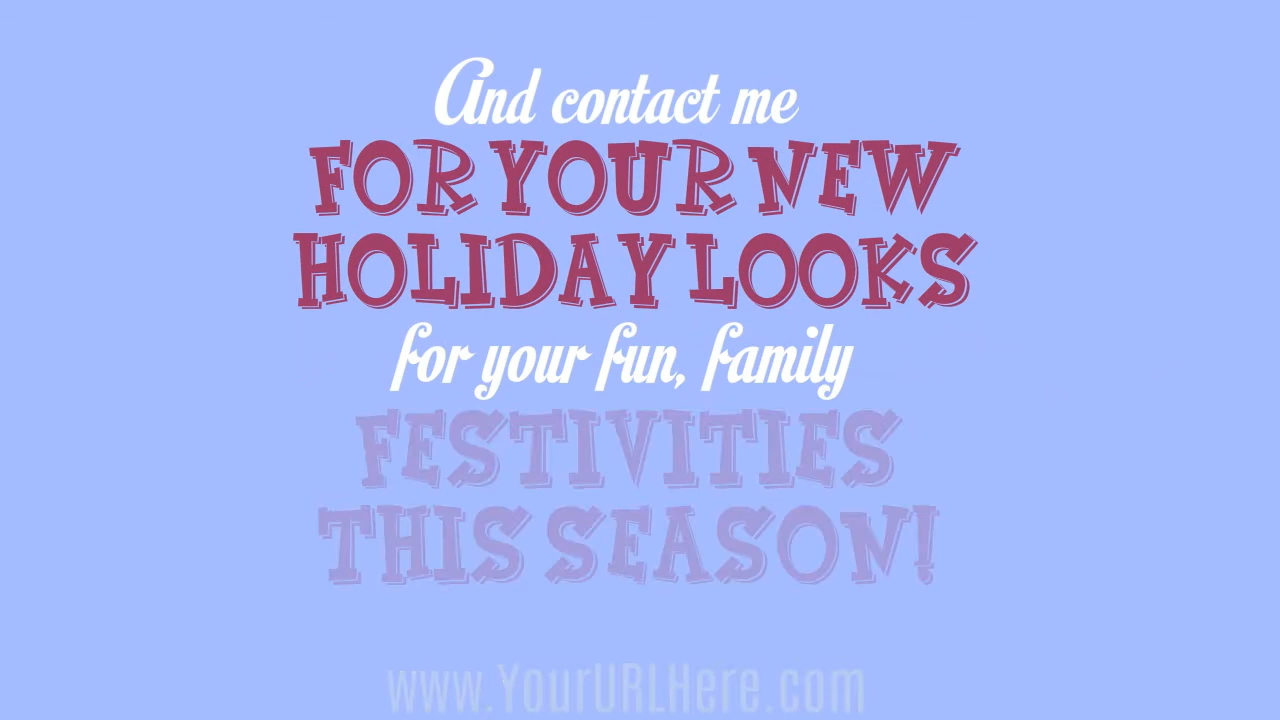 And contact me
FOR YOUR NEW
HOLIDAY LOOKS
for your fun, family
FESTIVITIES
THIS SEASON!
www.YourURLHere.com